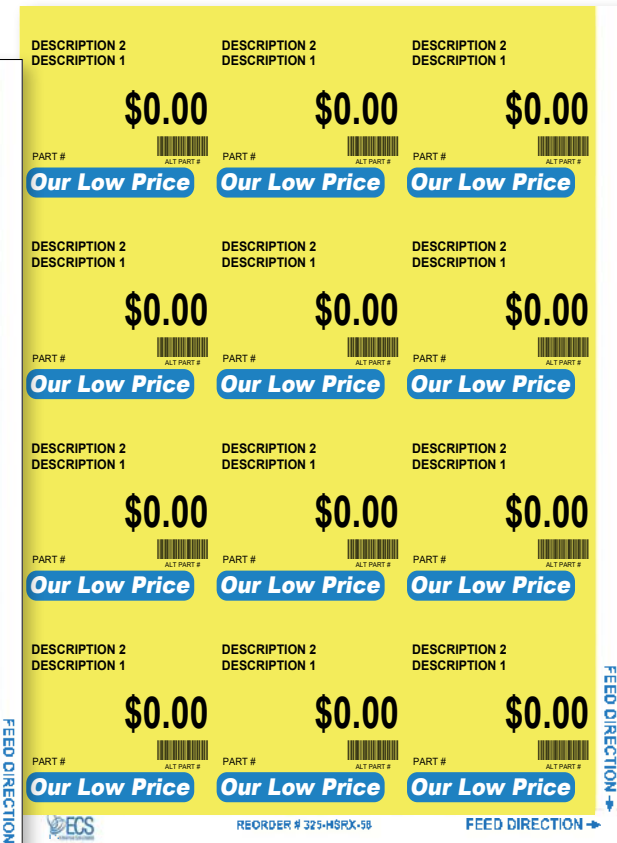 DESCRIPTION 2 DESCRIPTION 2 DESCRIPTION 2
DESCRIPTION 1 DESCRIPTION 1 DESCRIPTION 1
$0.00 $0.00 $0.00
PART # ALT PART # PART # ALT PART # PART # ALT PART #
Our Low Price Our Low Price Our Low Price
DESCRIPTION 2 DESCRIPTION 2 DESCRIPTION 2
DESCRIPTION 1 DESCRIPTION 1 DESCRIPTION 1
$0.00 $0.00 $0.00
PART # ALT PART # PART # ALT PART # PART # ALT PART #
Our Low Price Our Low Price Our Low Price
DESCRIPTION 2 DESCRIPTION 2 DESCRIPTION 2
DESCRIPTION 1 DESCRIPTION 1 DESCRIPTION 1
$0.00 $0.00 $0.00
PART # ALT PART # PART # ALT PART # PART # ALT PART #
Our Low Price Our Low Price Our Low Price
DESCRIPTION 2 DESCRIPTION 2 DESCRIPTION 2
DESCRIPTION 1 DESCRIPTION 1 DESCRIPTION 1
$0.00 $0.00 $0.00
PART # ALT PART # PART # ALT PART # PART # ALT PART #
Our Low Price Our Low Price Our Low Price
ECS
REORDER # 325-HSRX-58
FEED DIRECTION
FEED DIRECTION
FEED DIRECTION